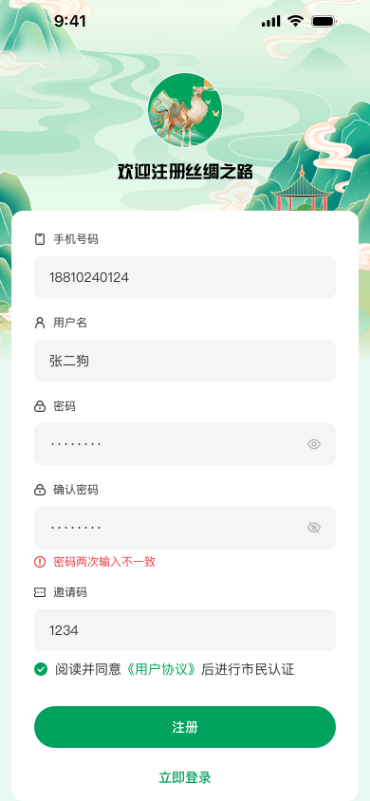 9:41
欢迎注册丝绸之路
手机号码
18810240124
用户名
张二狗
密码
········
确认密码
········
密码两次输入不一致
邀请码
1234
阅读并同意《用户协议》后进行市民认证
注册
立即登录